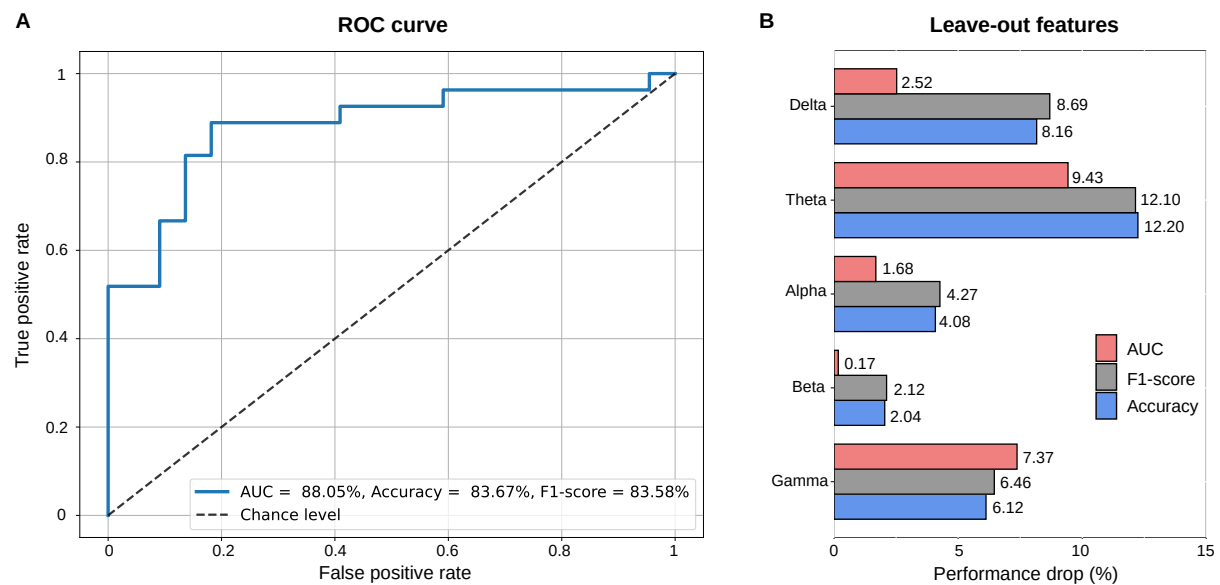 A
ROC curve
True positive rate
1
0.8
0.6
0.4
0.2
0
0
0.2
0.4
0.6
0.8
1
False positive rate
AUC = 88.05%, Accuracy = 83.67%, F1-score = 83.58%
Chance level
B
Leave-out features
Delta
2.52
8.69
8.16
Theta
9.43
12.10
12.20
Alpha
1.68
4.27
4.08
Beta
0.17
2.12
2.04
Gamma
7.37
6.46
6.12
AUC
F1-score
Accuracy
0
5
10
15
Performance drop (%)